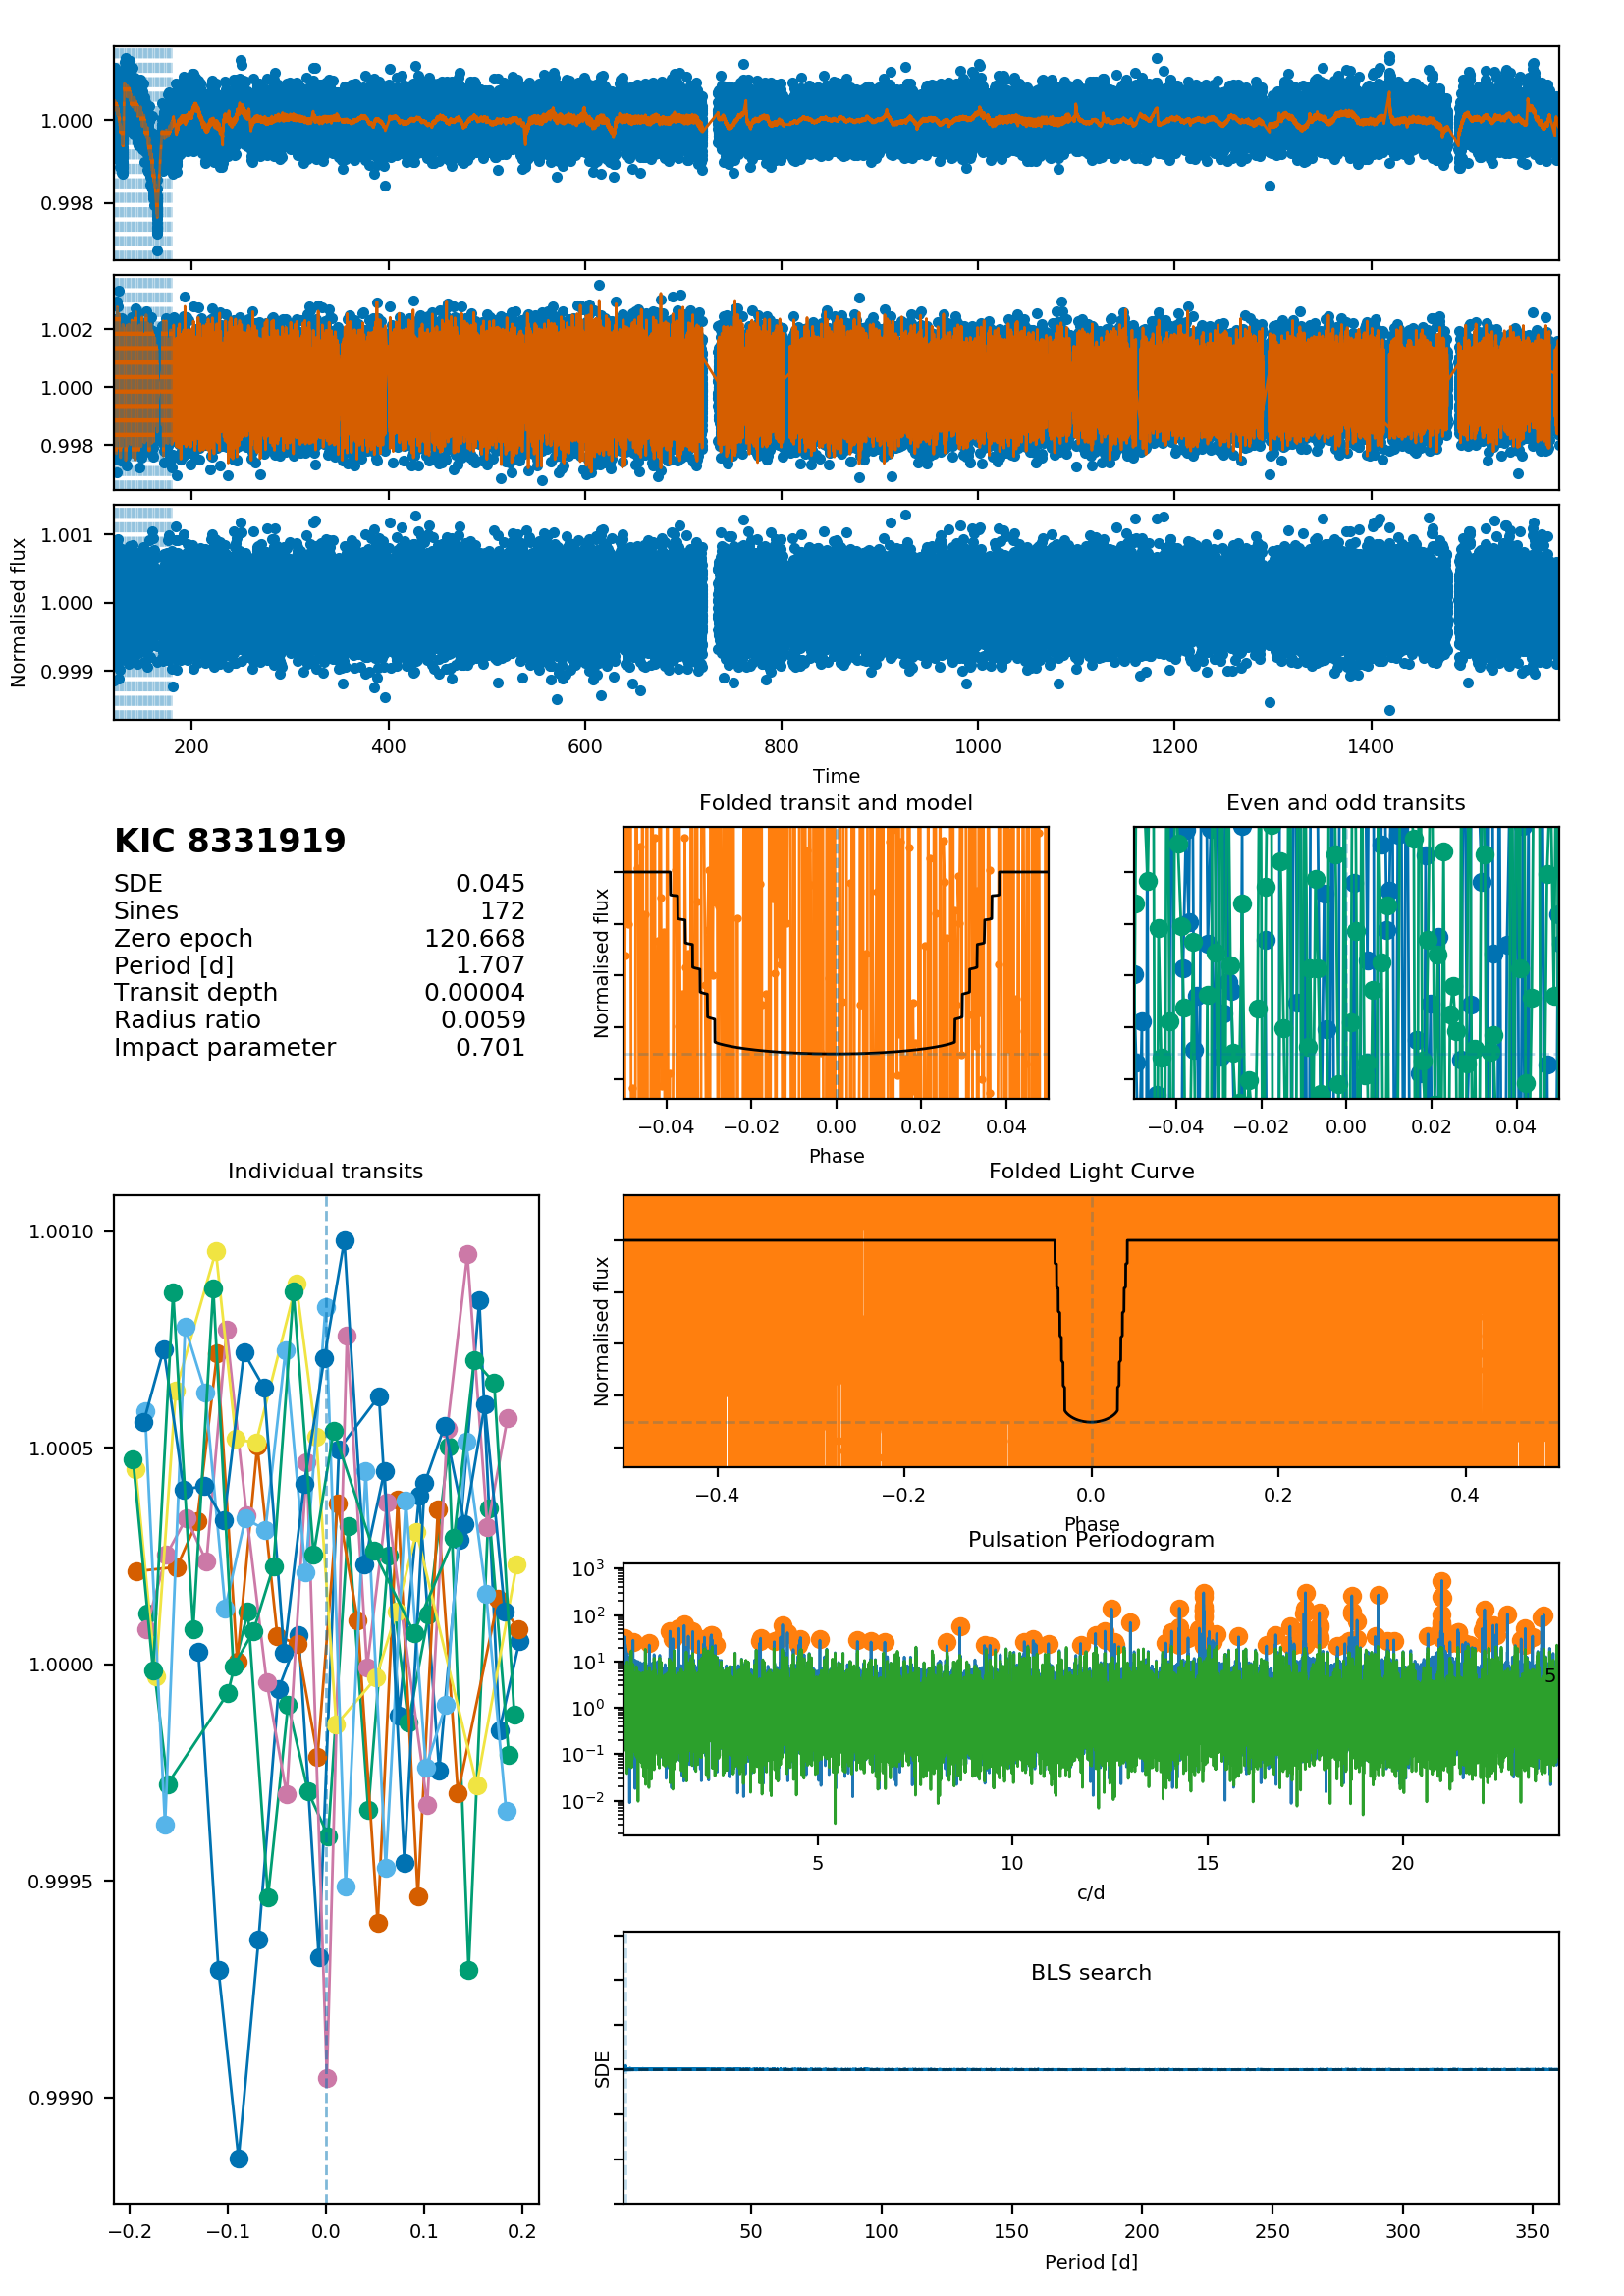 1.000
0.998
1.002
1.000
0.998
1.001
1.000
0.999
Normalised flux
200 400 600 800 1000 1200 1400
Time
KIC 8331919
SDE 0.045
Sines 172
Zero epoch 120.668
Period [d] 1.707
Transit depth 0.00004
Radius ratio 0.0059
Impact parameter 0.701
Folded transit and model
Normalised flux
−0.04 −0.02 0.00 0.02 0.04
Phase
Even and odd transits
−0.04 −0.02 0.00 0.02 0.04
Individual transits
1.0010
1.0005
1.0000
0.9995
0.9990
−0.2 −0.1 0.0 0.1 0.2
Folded Light Curve
Normalised flux
−0.4 −0.2 0.0 0.2 0.4
Phase
Pulsation Periodogram
10³
10²
10¹
10⁰
10⁻¹
10⁻²
5
5 10 15 20
c/d
BLS search
SDE
50 100 150 200 250 300 350
Period [d]